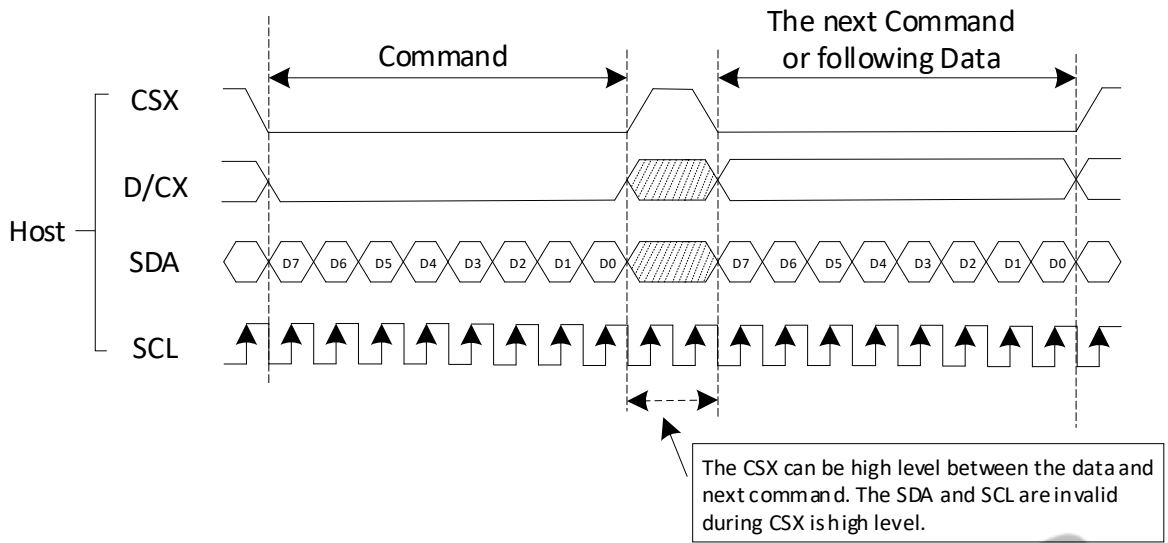 The next Command
or following Data
Command
CSX
D/CX
Host
SDA
D7 D6 D5 D4 D3 D2 D1 D0 D7 D6 D5 D4 D3 D2 D1 D0
SCL
The CSX can be high level between the data and
next command. The SDA and SCL are invalid
during CSX is high level.